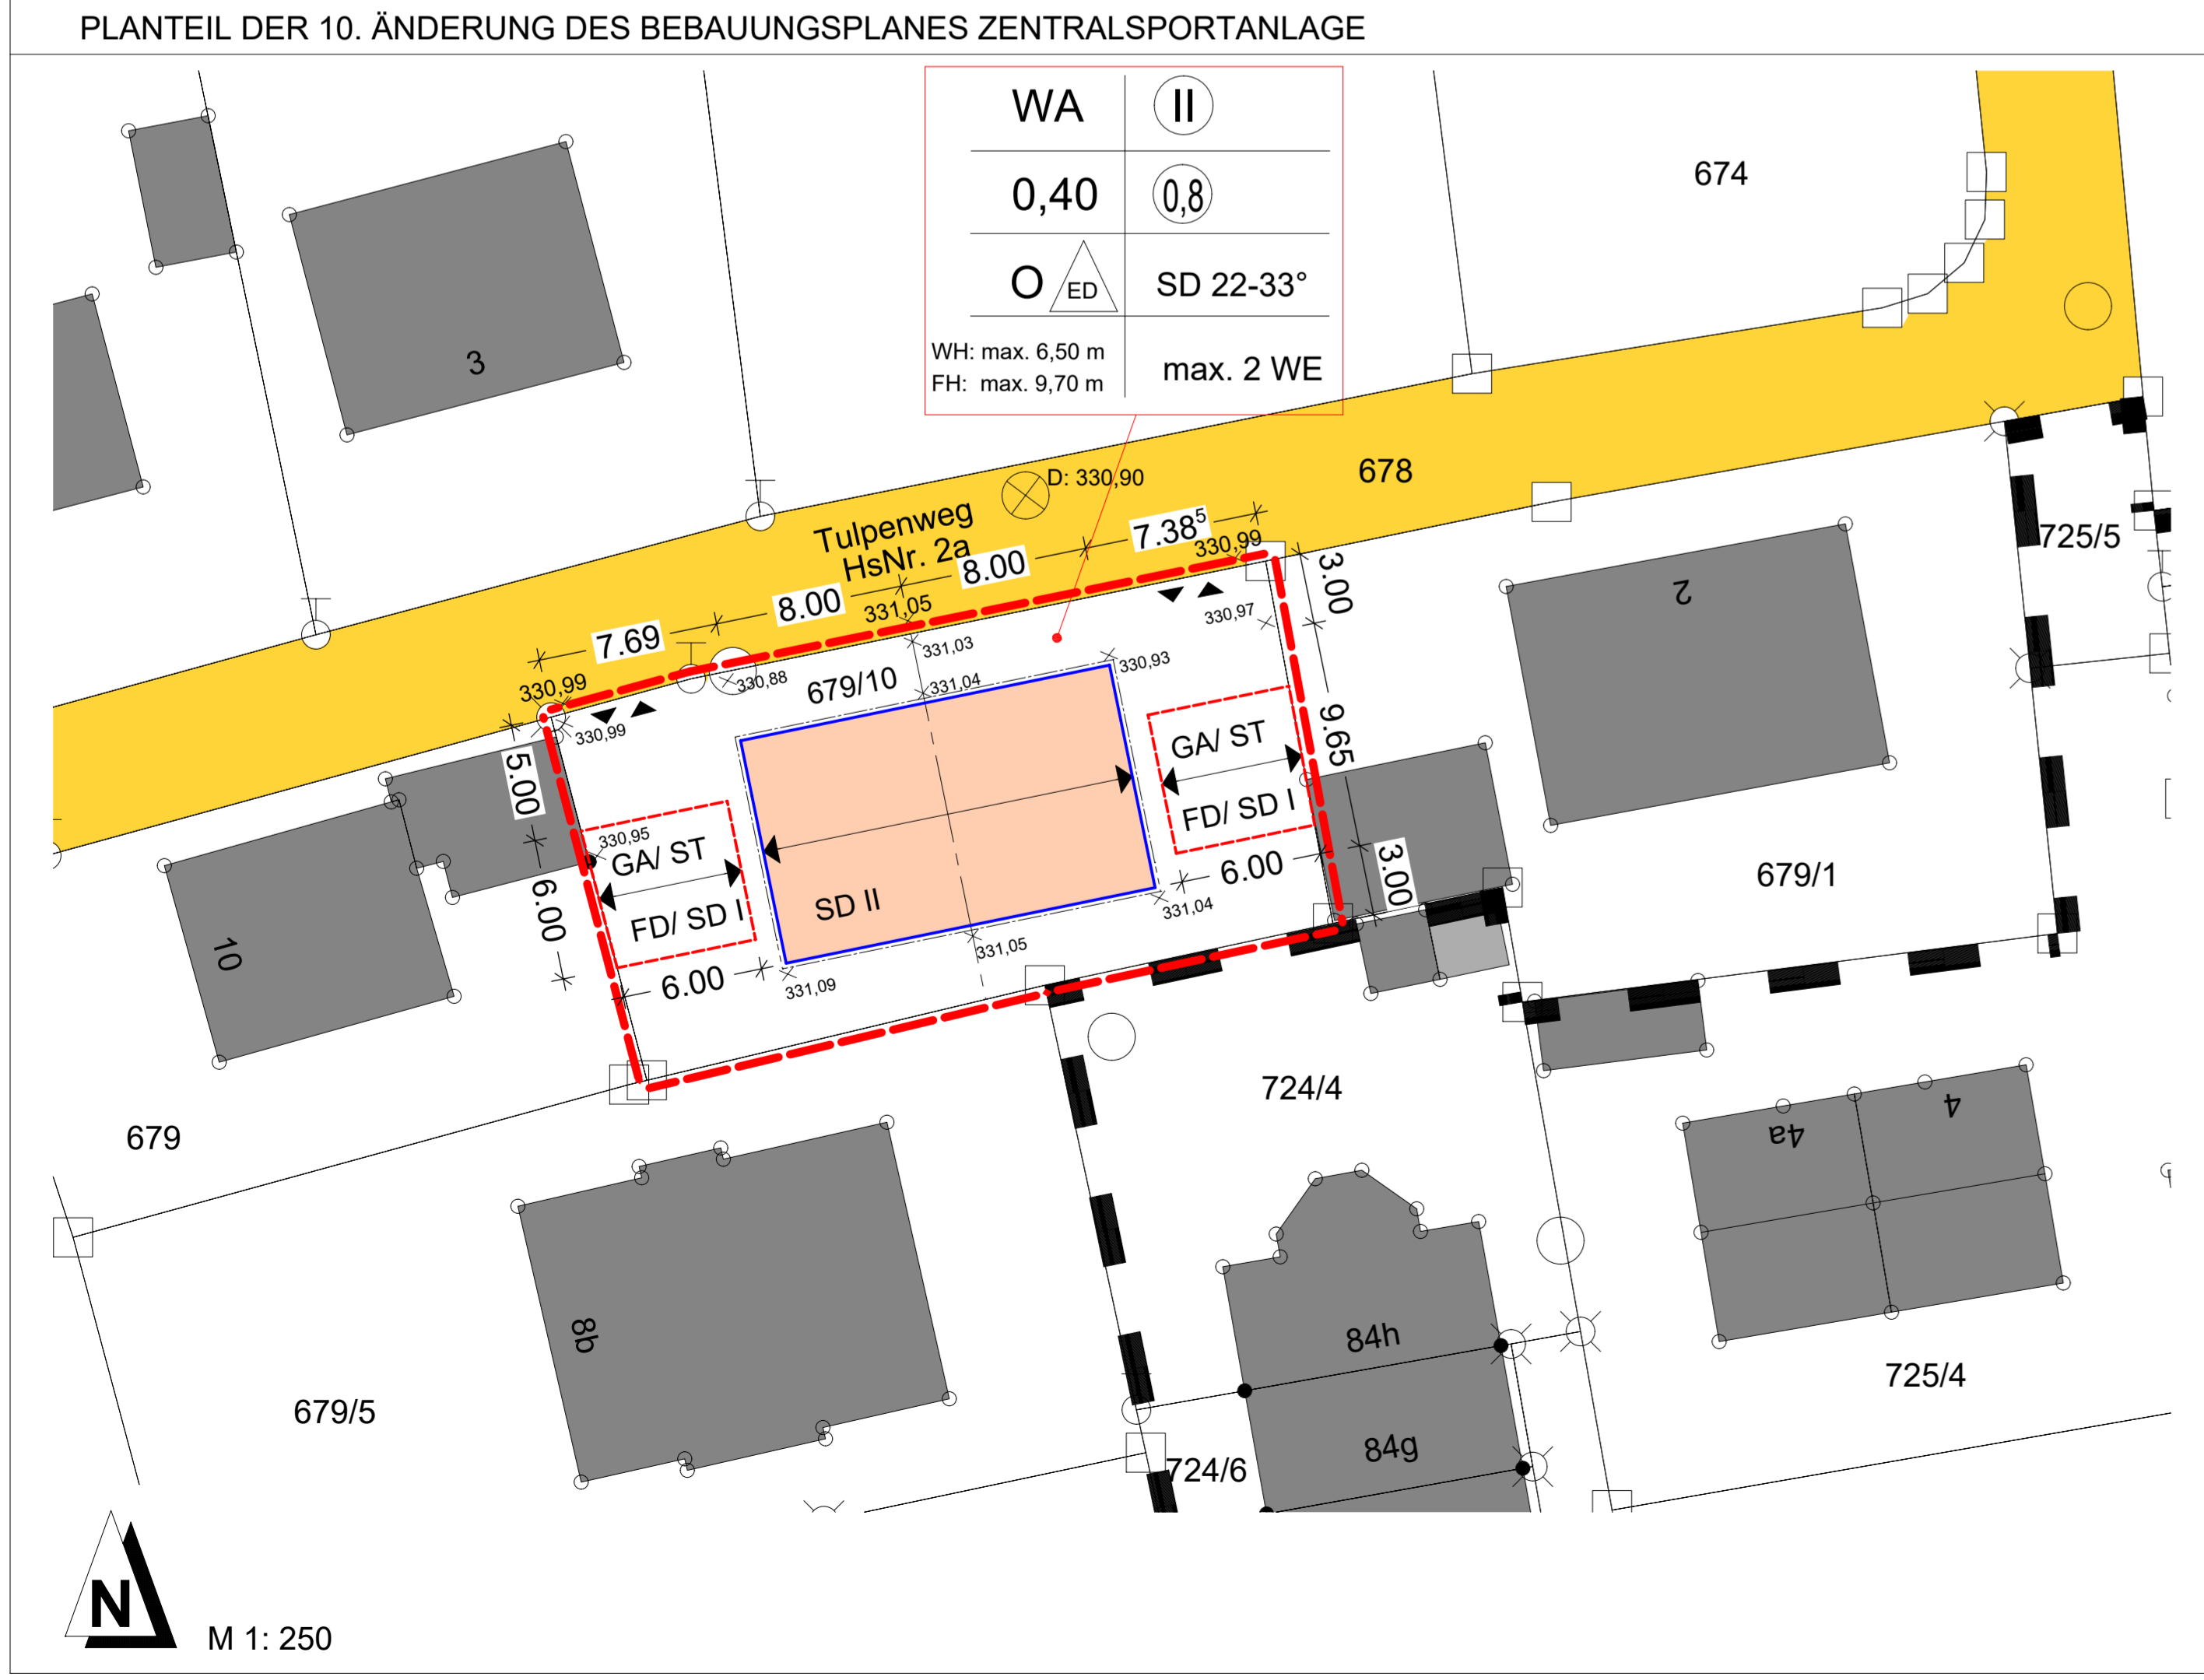 PLANTEIL DER 10. ÄNDERUNG DES BEBAUUNGSPLANES ZENTRALSPORTANLAGE
WA II
0,40 0,8
O ED SD 22-33°
WH: max. 6,50 m
FH: max. 9,70 m
max. 2 WE
674
3
678
D: 330,90
Tulpenweg
HsNr. 2a
7.38⁵
330,99
8.00
8.00
331,05
7.69
330,99
3.00
725/5
2
330,97
331,03
330,93
330,88
679/10
331,04
330,99
5.00
9.65
GA/ ST
FD/ SD I
330,95
GA/ ST
FD/ SD I
SD II
6.00
3.00
679/1
6.00
331,04
331,05
6.00
331,09
10
679
724/4
4a
4
8b
84h
679/5
725/4
84g
724/6
N
M 1: 250